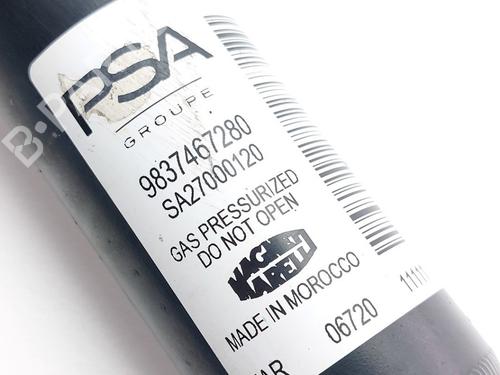 PSA
GROUPE
9837467280
SA27000120
GAS PRESSURIZED
DO NOT OPEN
MAGNETI
MARELLI
MADE IN MOROCCO
06720